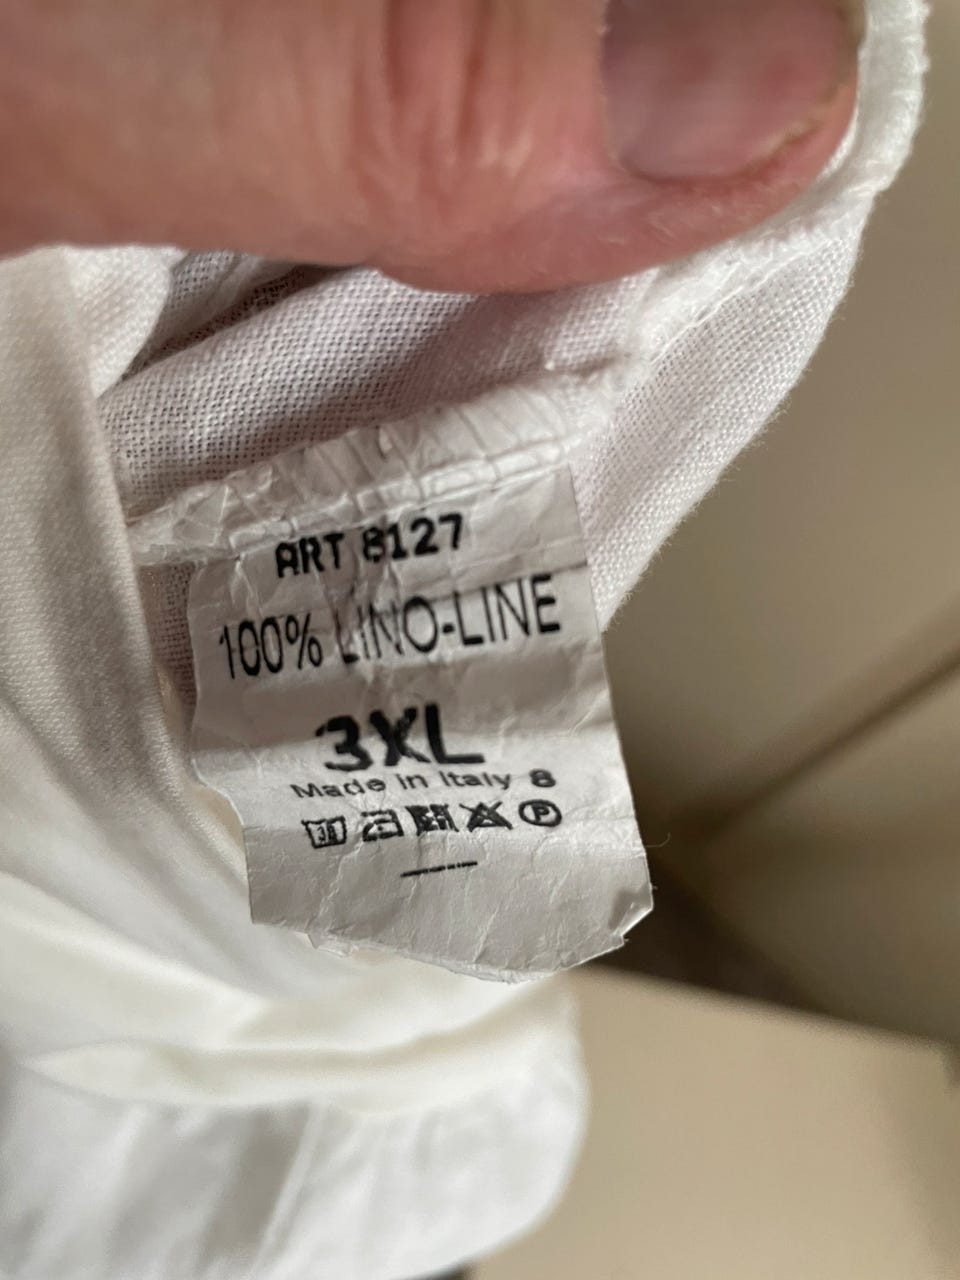 ART 8127
100% LINO-LINE
3XL
Made in Italy 8
P